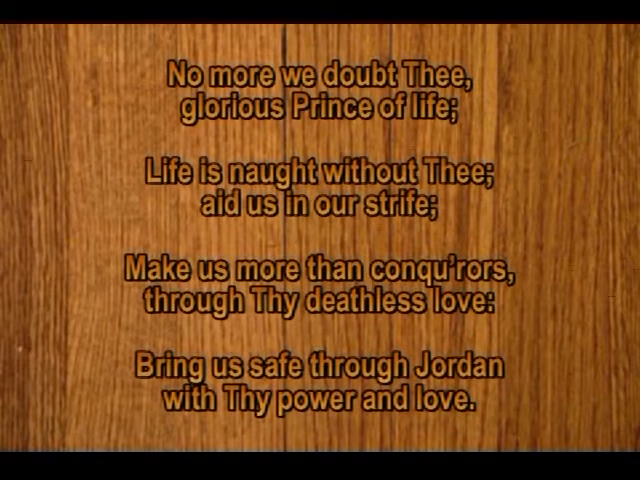 No more we doubt Thee,
glorious Prince of life;
Life is naught without Thee;
aid us in our strife;
Make us more than conqu'rors,
through Thy deathless love:
Bring us safe through Jordan
with Thy power and love.